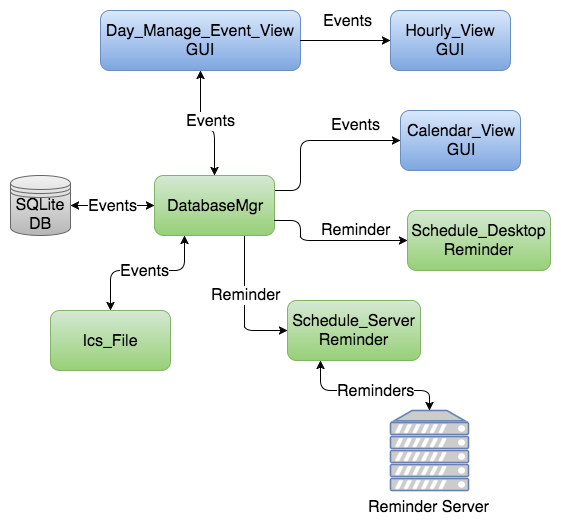 Day_Manage_Event_View
GUI
Events
Hourly_View
GUI
Events
Events
Calendar_View
GUI
SQLite
DB
Events
DatabaseMgr
Reminder
Schedule_Desktop
Reminder
Events
Reminder
Ics_File
Schedule_Server
Reminder
Reminders
Reminder Server